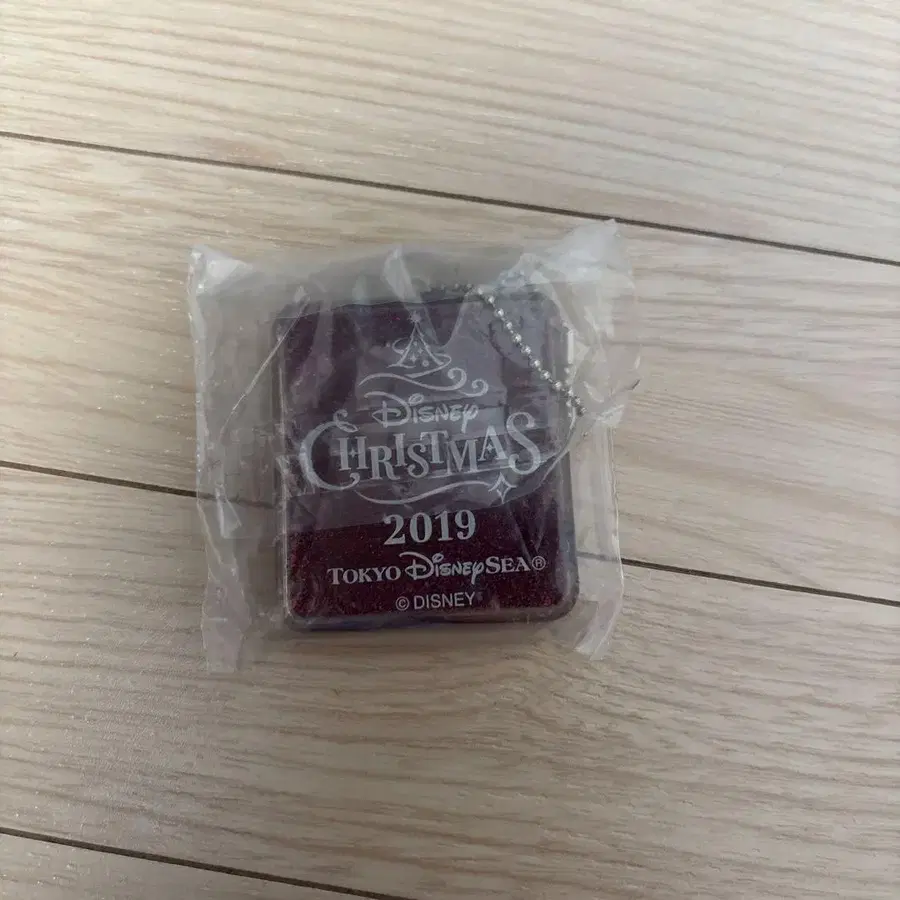 Disney
CHRISTMAS
2019
TOKYO DisneySEA®
© DISNEY